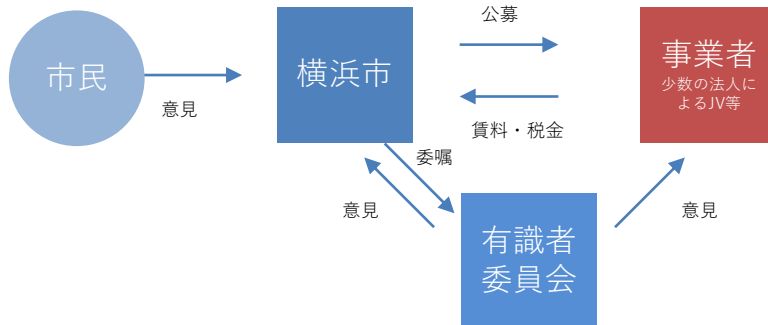 公募
市民
横浜市
事業者
少数の法人に
よるJV等
意見
賃料・税金
委嘱
意見
意見
有識者
委員会